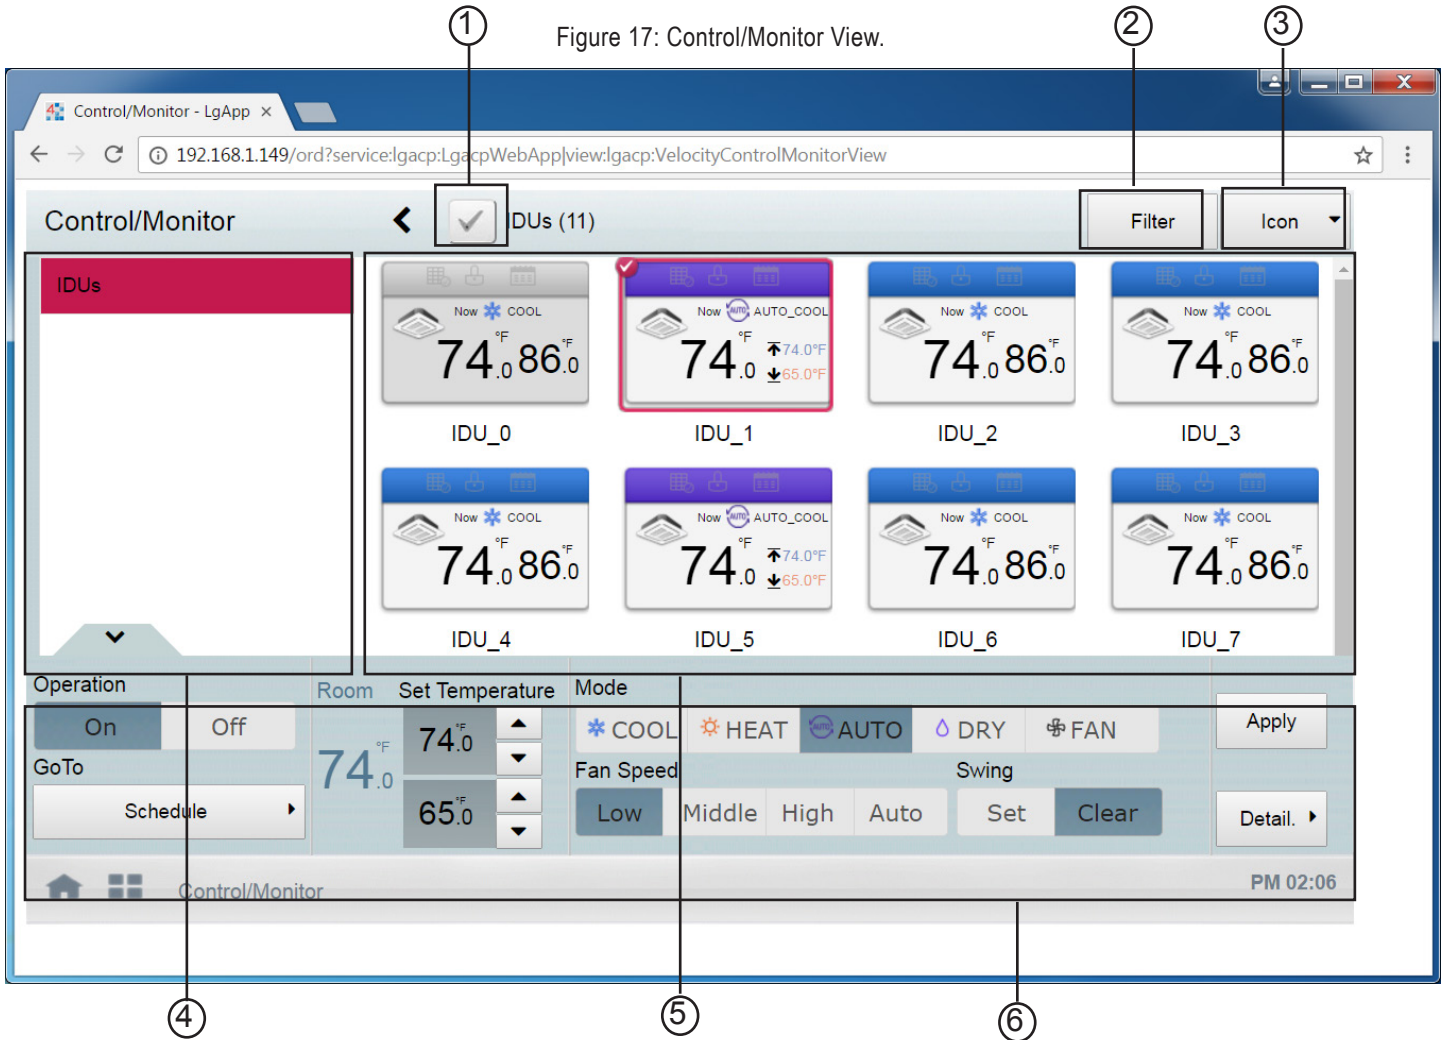 1 2 3
Figure 17: Control/Monitor View.
Control/Monitor - LgApp
192.168.1.149/ord?service:lgacp:LgacpWebApp|view:lgacp:VelocityControlMonitorView
Control/Monitor IDUs (11) Filter Icon
IDUs
Now COOL Now AUTO AUTO_COOL Now COOL Now COOL
74.0°F 86.0°F 74.0°F 74.0°F 74.0°F 86.0°F 74.0°F 86.0°F
65.0°F
IDU_0 IDU_1 IDU_2 IDU_3
Now COOL Now AUTO AUTO_COOL Now COOL Now COOL
74.0°F 86.0°F 74.0°F 74.0°F 74.0°F 86.0°F 74.0°F 86.0°F
65.0°F
IDU_4 IDU_5 IDU_6 IDU_7
Operation Room Set Temperature Mode
On Off 74.0°F 74.0°F COOL HEAT AUTO AUTO DRY FAN Apply
GoTo Fan Speed Swing
Schedule 65.0°F Low Middle High Auto Set Clear Detail.
Control/Monitor PM 02:06
4 5 6